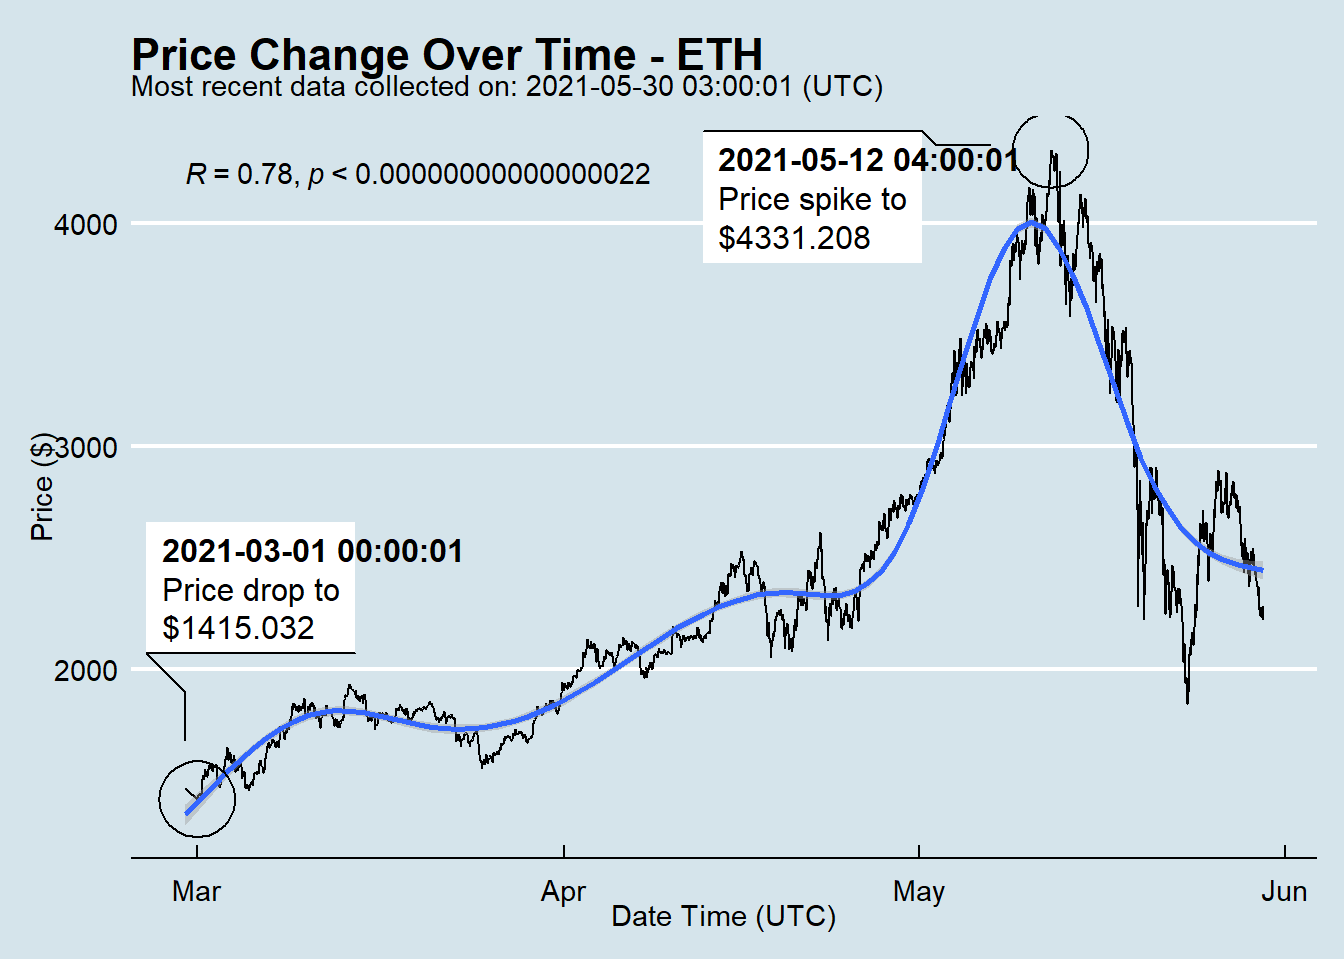 Price Change Over Time - ETH
Most recent data collected on: 2021-05-30 03:00:01 (UTC)
R = 0.78, p < 0.00000000000000022
2021-05-12 04:00:01
Price spike to
$4331.208
4000
3000
2000
Price ($)
2021-03-01 00:00:01
Price drop to
$1415.032
Mar
Apr
May
Jun
Date Time (UTC)